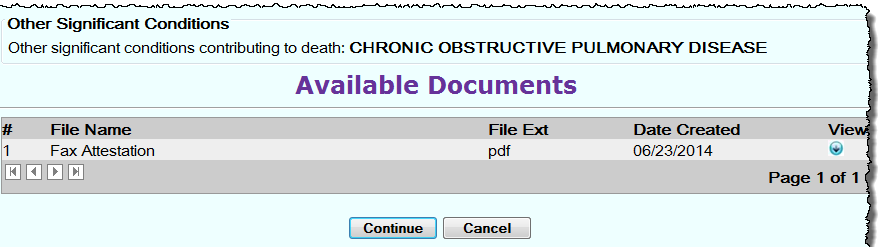 Other Significant Conditions
Other significant conditions contributing to death: CHRONIC OBSTRUCTIVE PULMONARY DISEASE
Available Documents
# File Name File Ext Date Created View
1 Fax Attestation pdf 06/23/2014
Page 1 of 1
Continue Cancel